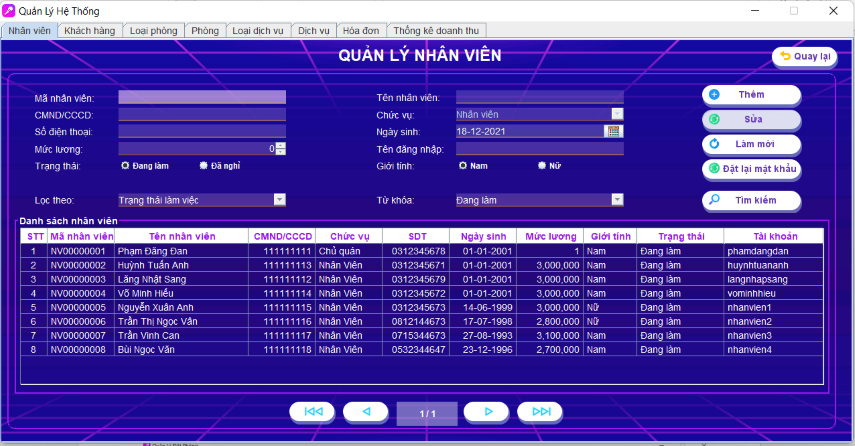 Quản Lý Hệ Thống
Nhân viên Khách hàng Loại phòng Phòng Loại dịch vụ Dịch vụ Hóa đơn Thống kê doanh thu
QUẢN LÝ NHÂN VIÊN
Quay lại
Mã nhân viên: Tên nhân viên: Thêm
CMND/CCCD: Chức vụ: Nhân viên Sửa
Số điện thoại: Ngày sinh: 18-12-2021
Mức lương: 0 Tên đăng nhập: Làm mới
Trạng thái: Đang làm Đã nghỉ Giới tính: Nam Nữ Đặt lại mật khẩu
Lọc theo: Trạng thái làm việc Từ khóa: Đang làm Tìm kiếm
Danh sách nhân viên
STT Mã nhân viên Tên nhân viên CMND/CCCD Chức vụ SDT Ngày sinh Mức lương Giới tính Trạng thái Tài khoản
1 NV00000001 Phạm Đăng Đan 111111111 Chủ quán 0312345678 01-01-2001 1 Nam Đang làm phamdangdan
2 NV00000002 Huỳnh Tuấn Anh 111111113 Nhân Viên 0312345671 01-01-2001 3,000,000 Nam Đang làm huynhtuananh
3 NV00000003 Lăng Nhật Sang 111111112 Nhân Viên 0312345679 01-01-2001 3,000,000 Nam Đang làm langnhapsang
4 NV00000004 Võ Minh Hiếu 111111114 Nhân Viên 0312345672 01-01-2001 3,000,000 Nam Đang làm vominhhieu
5 NV00000005 Nguyễn Xuân Anh 111111115 Nhân Viên 0312345673 14-06-1999 3,000,000 Nữ Đang làm nhanvien1
6 NV00000006 Trần Thị Ngọc Vân 111111116 Nhân Viên 0812144673 17-07-1998 2,800,000 Nữ Đang làm nhanvien2
7 NV00000007 Trần Vinh Can 111111117 Nhân Viên 0715344673 27-08-1993 3,100,000 Nam Đang làm nhanvien3
8 NV00000008 Bùi Ngọc Văn 111111118 Nhân Viên 0532344647 23-12-1996 2,700,000 Nam Đang làm nhanvien4
1/1